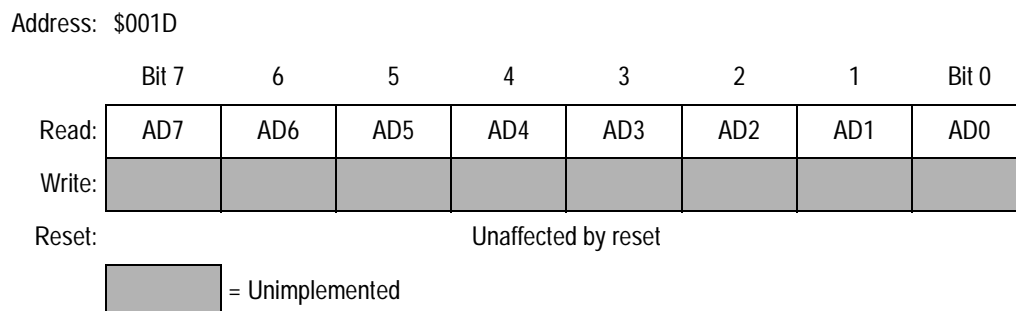 Address: $001D
Bit 7 6 5 4 3 2 1 Bit 0
Read: AD7 AD6 AD5 AD4 AD3 AD2 AD1 AD0
Write:
Reset: Unaffected by reset
= Unimplemented